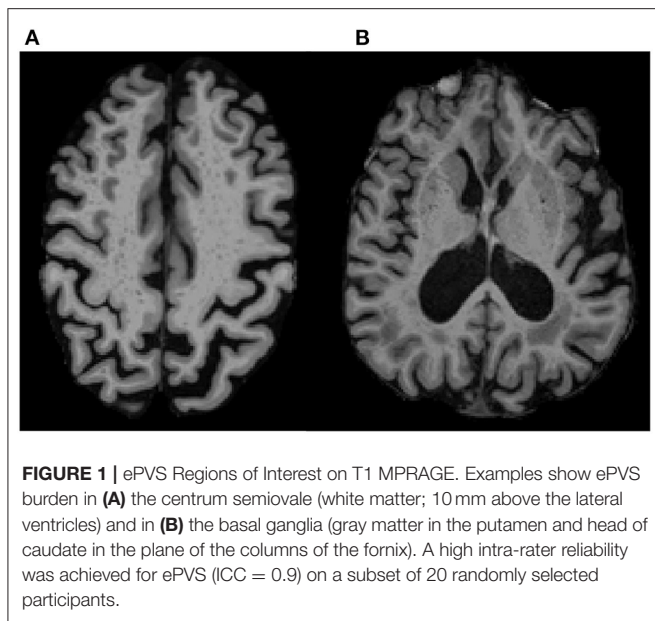 A
B
FIGURE 1 | ePVS Regions of Interest on T1 MPRAGE. Examples show ePVS
burden in (A) the centrum semiovale (white matter; 10 mm above the lateral
ventricles) and in (B) the basal ganglia (gray matter in the putamen and head of
caudate in the plane of the columns of the fornix). A high intra-rater reliability
was achieved for ePVS (ICC = 0.9) on a subset of 20 randomly selected
participants.